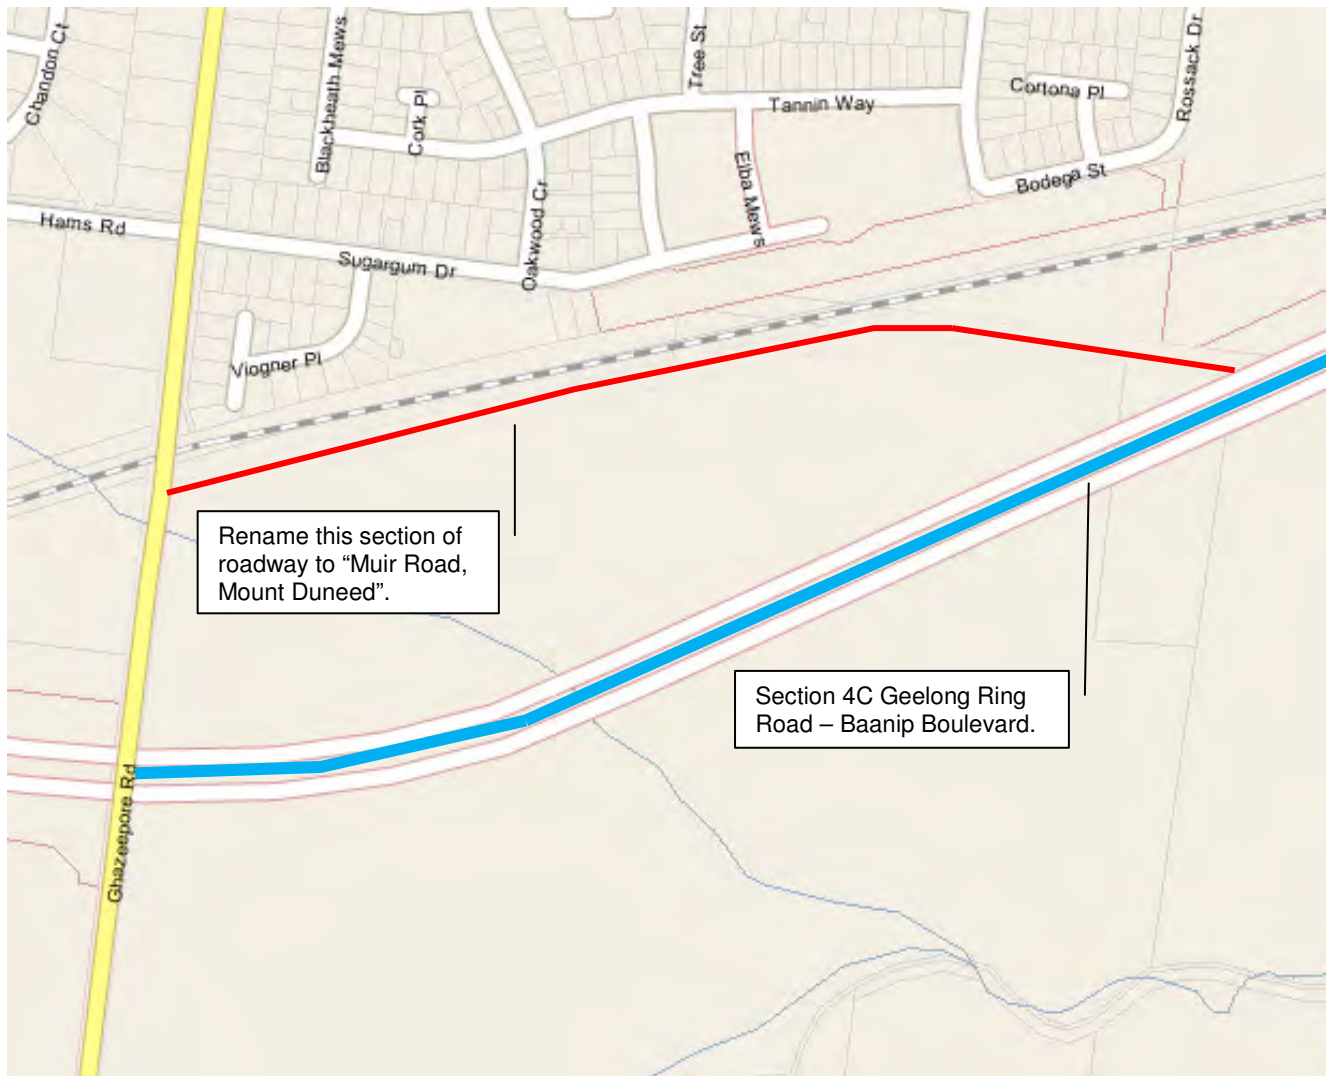 Chandon Ct
Blackheath Mews
Cork Pl
Tree St
Tannin Way
Cortona Pl
Rossack Dr
Elba Mews
Bodega St
Hams Rd
Sugargum Dr
Oakwood Cr
Viogner Pl
Rename this section of
roadway to “Muir Road,
Mount Duneed”.
Section 4C Geelong Ring
Road – Baanip Boulevard.
Ghazeepore Rd